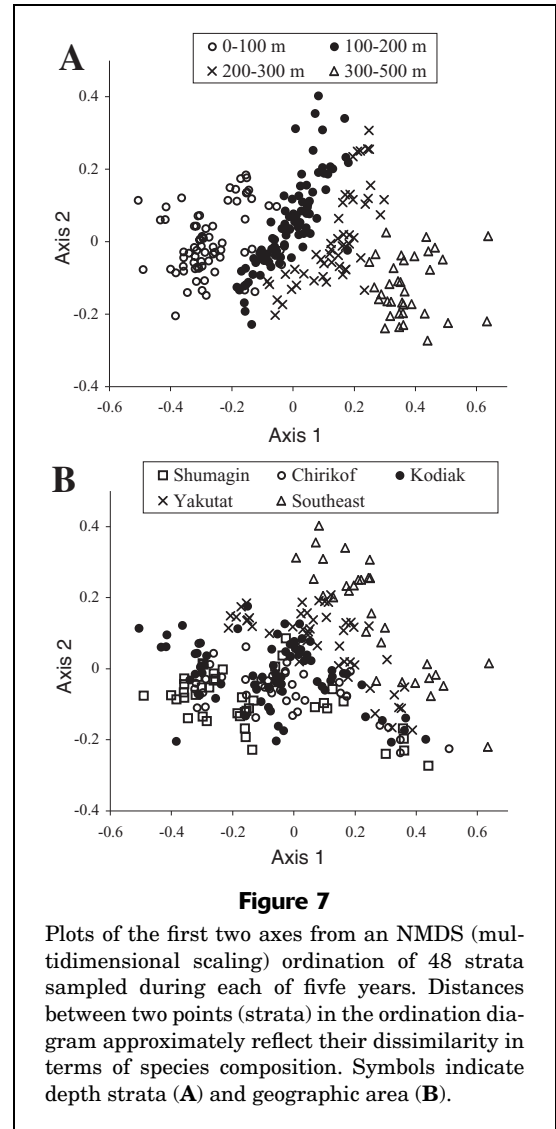 A
0-100 m 100-200 m
200-300 m 300-500 m
0.4
0.2
0
-0.2
-0.4
Axis 2
-0.6 -0.4 -0.2 0 0.2 0.4 0.6
Axis 1
B
Shumagin Chirikof Kodiak
Yakutat Southeast
0.4
0.2
0
-0.2
-0.4
Axis 2
-0.6 -0.4 -0.2 0 0.2 0.4 0.6
Axis 1
Figure 7
Plots of the first two axes from an NMDS (mul-
tidimensional scaling) ordination of 48 strata
sampled during each of fivfe years. Distances
between two points (strata) in the ordination dia-
gram approximately reflect their dissimilarity in
terms of species composition. Symbols indicate
depth strata (A) and geographic area (B).